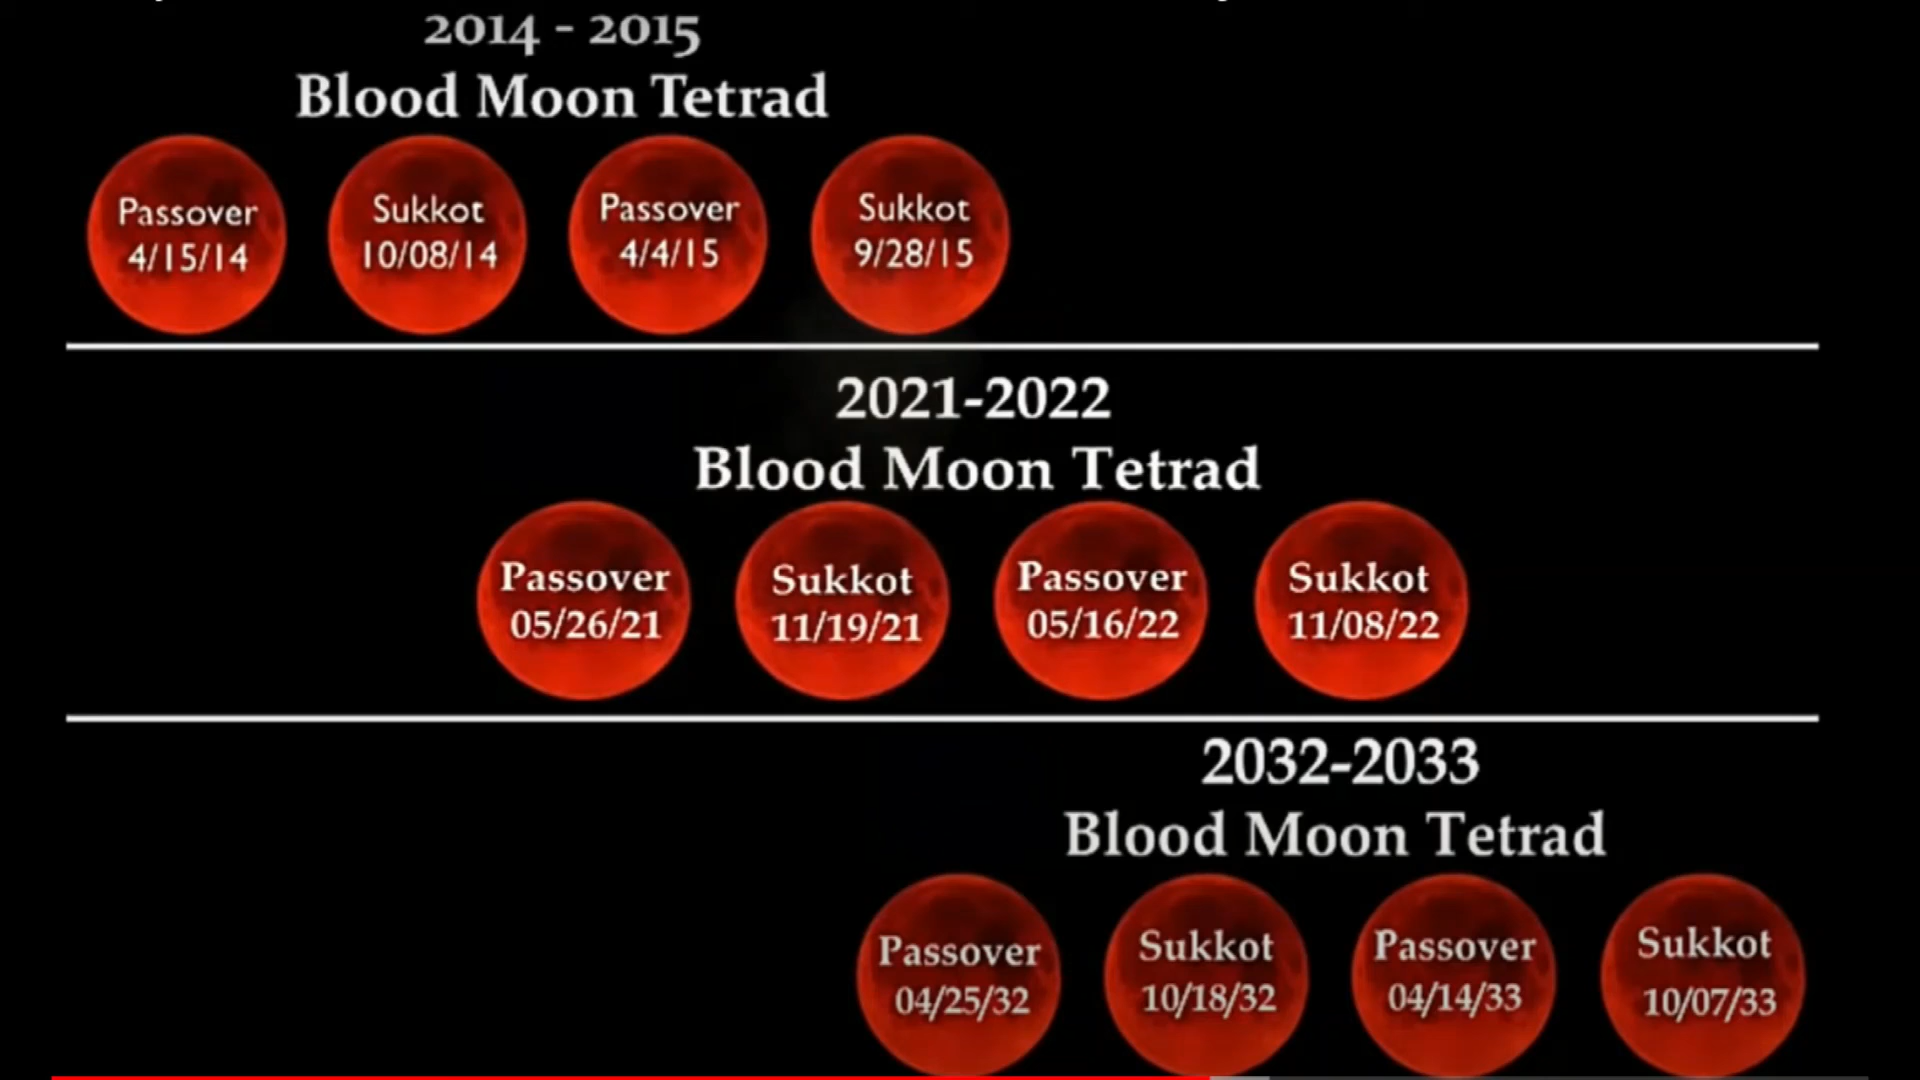 2014 - 2015
Blood Moon Tetrad
Passover
4/15/14
Sukkot
10/08/14
Passover
4/4/15
Sukkot
9/28/15
2021-2022
Blood Moon Tetrad
Passover
05/26/21
Sukkot
11/19/21
Passover
05/16/22
Sukkot
11/08/22
2032-2033
Blood Moon Tetrad
Passover
04/25/32
Sukkot
10/18/32
Passover
04/14/33
Sukkot
10/07/33